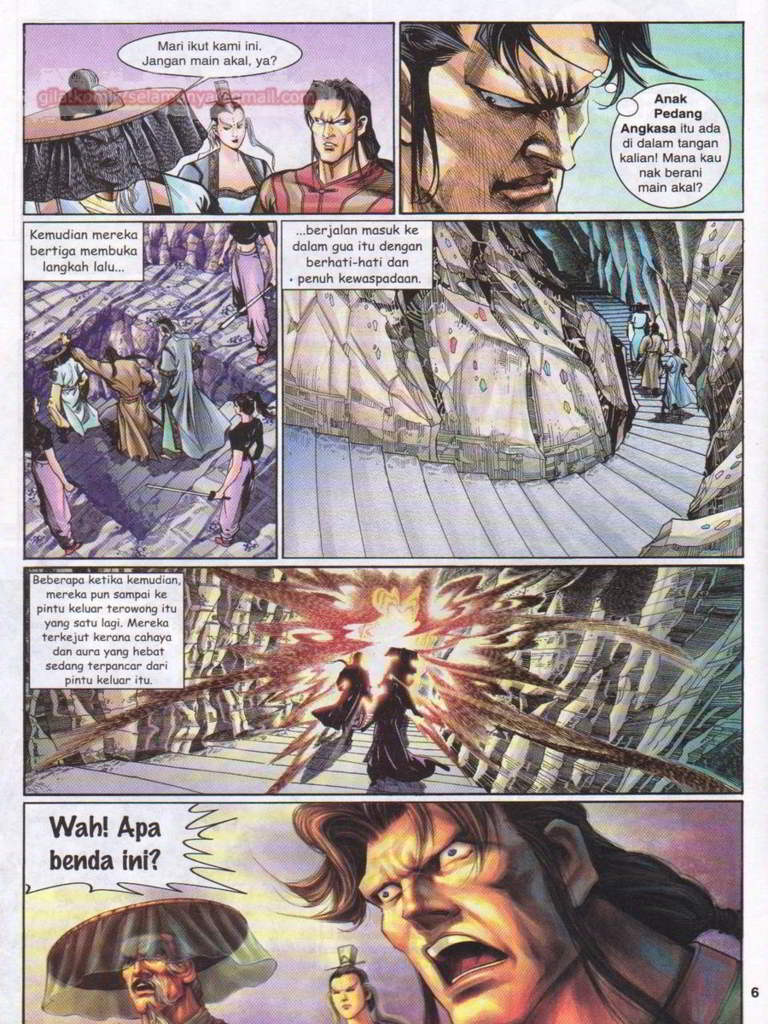 Mari ikut kami ini.
Jangan main akal, ya?
Anak
Pedang
Angkasa itu ada
di dalam tangan
kalian! Mana kau
nak berani
main akal?
Kemudian mereka
bertiga membuka
langkah lalu...
...berjalan masuk ke
dalam gua itu dengan
berhati-hati dan
penuh kewaspadaan.
Beberapa ketika kemudian,
mereka pun sampai ke
pintu keluar terowong itu
yang satu lagi. Mereka
terkejut kerana cahaya
dan aura yang hebat
sedang terpancar dari
pintu keluar itu.
Wah! Apa
benda ini?
6